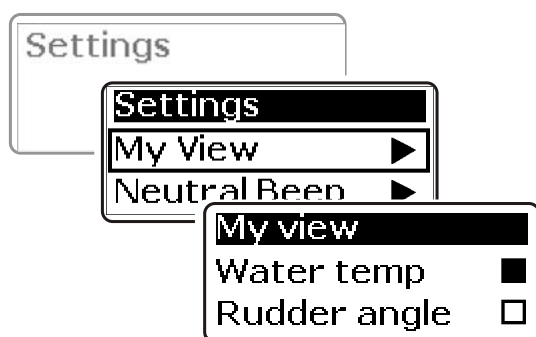 Settings
Settings
My View
Neutral Beep
My view
Water temp
Rudder angle